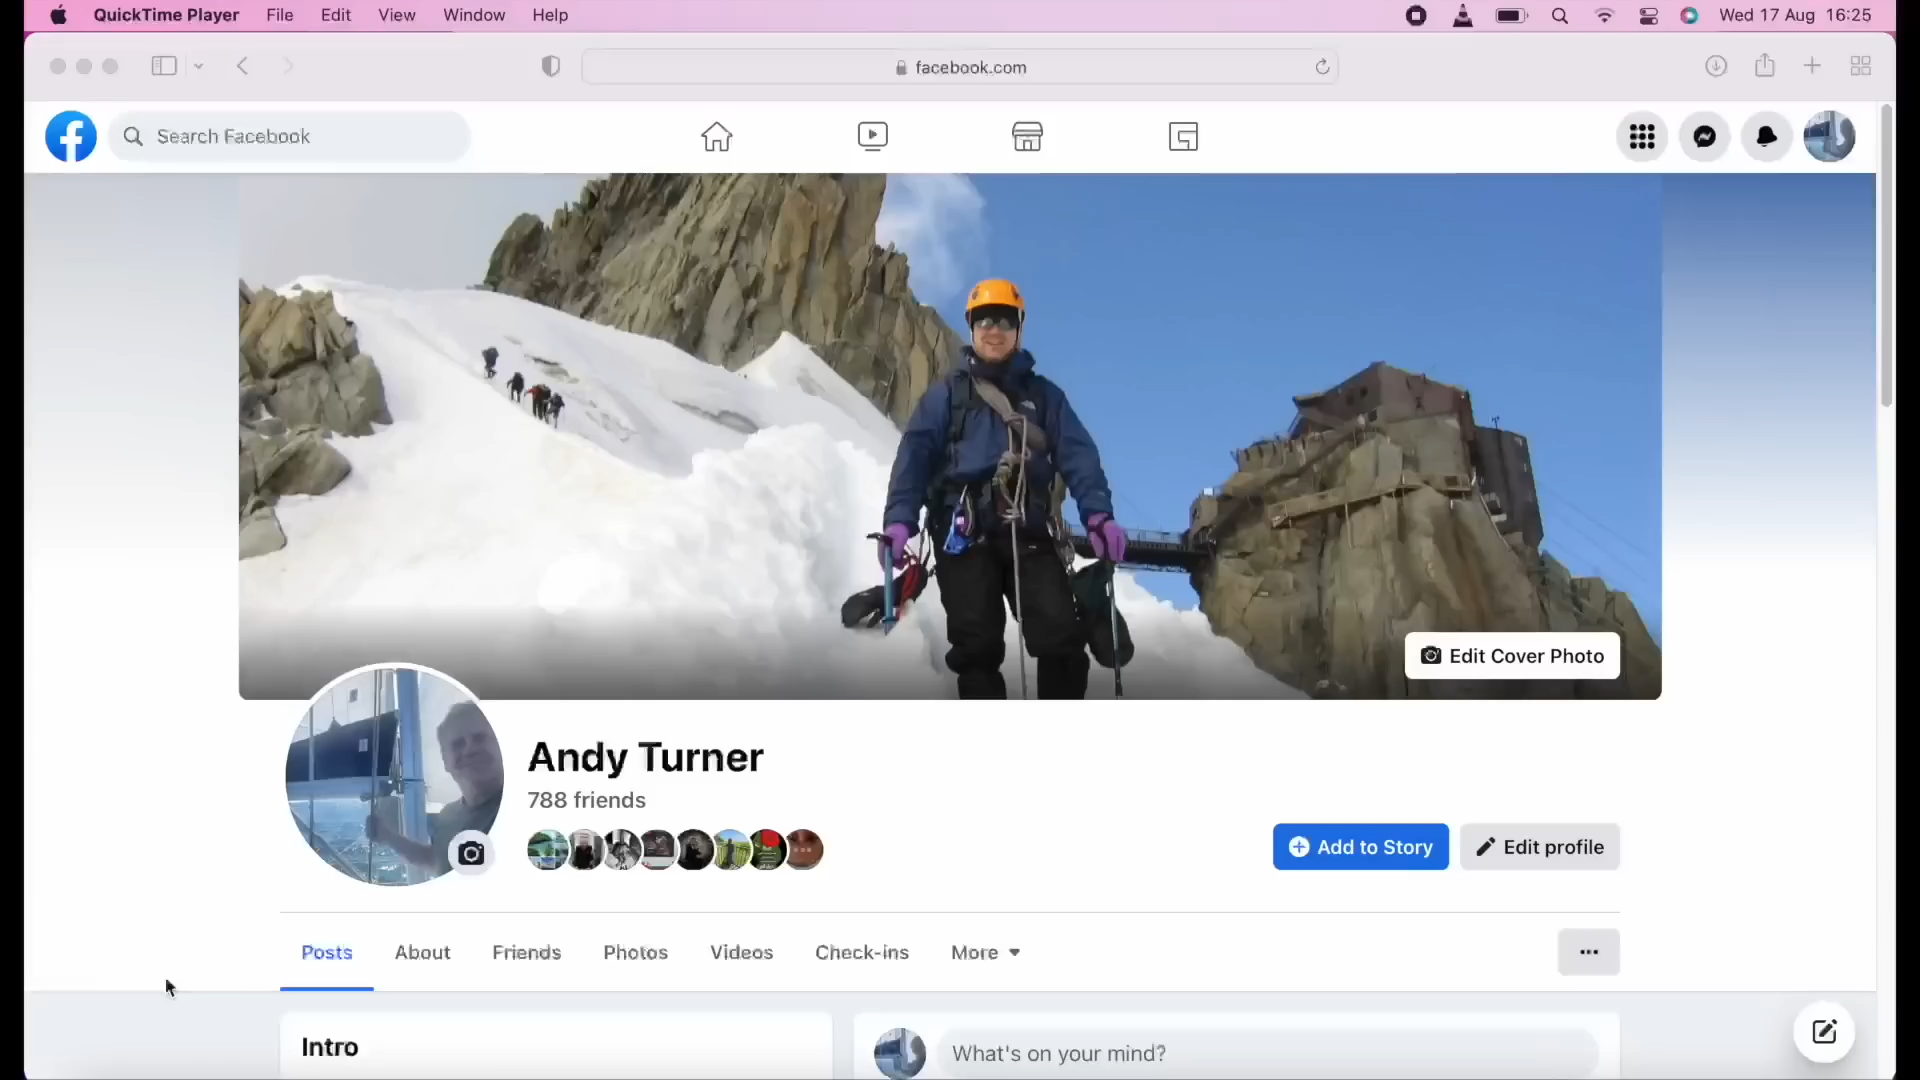 QuickTime Player File Edit View Window Help Wed 17 Aug 16:25
facebook.com
Search Facebook
Edit Cover Photo
Andy Turner
788 friends
Add to Story Edit profile
Posts About Friends Photos Videos Check-ins More
Intro
What's on your mind?